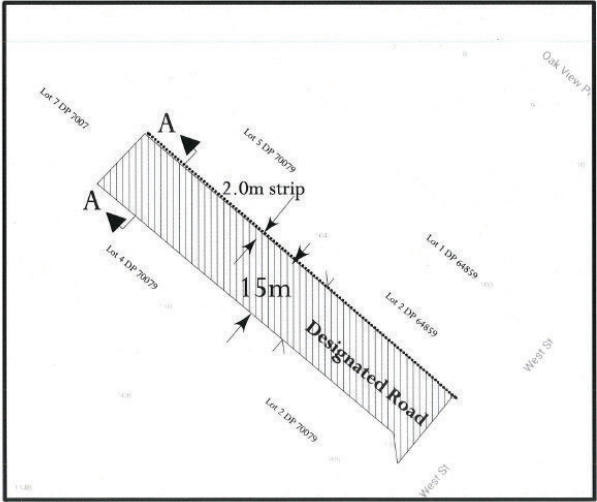 Oak View Pl
Lot 7 DP 7007
A
Lot 5 DP 70079
2.0m strip
A
Lot 1 DP 64859
Lot 4 DP 70079
15m
Lot 2 DP 64859
Designated Road
West St
Lot 2 DP 70079
West St